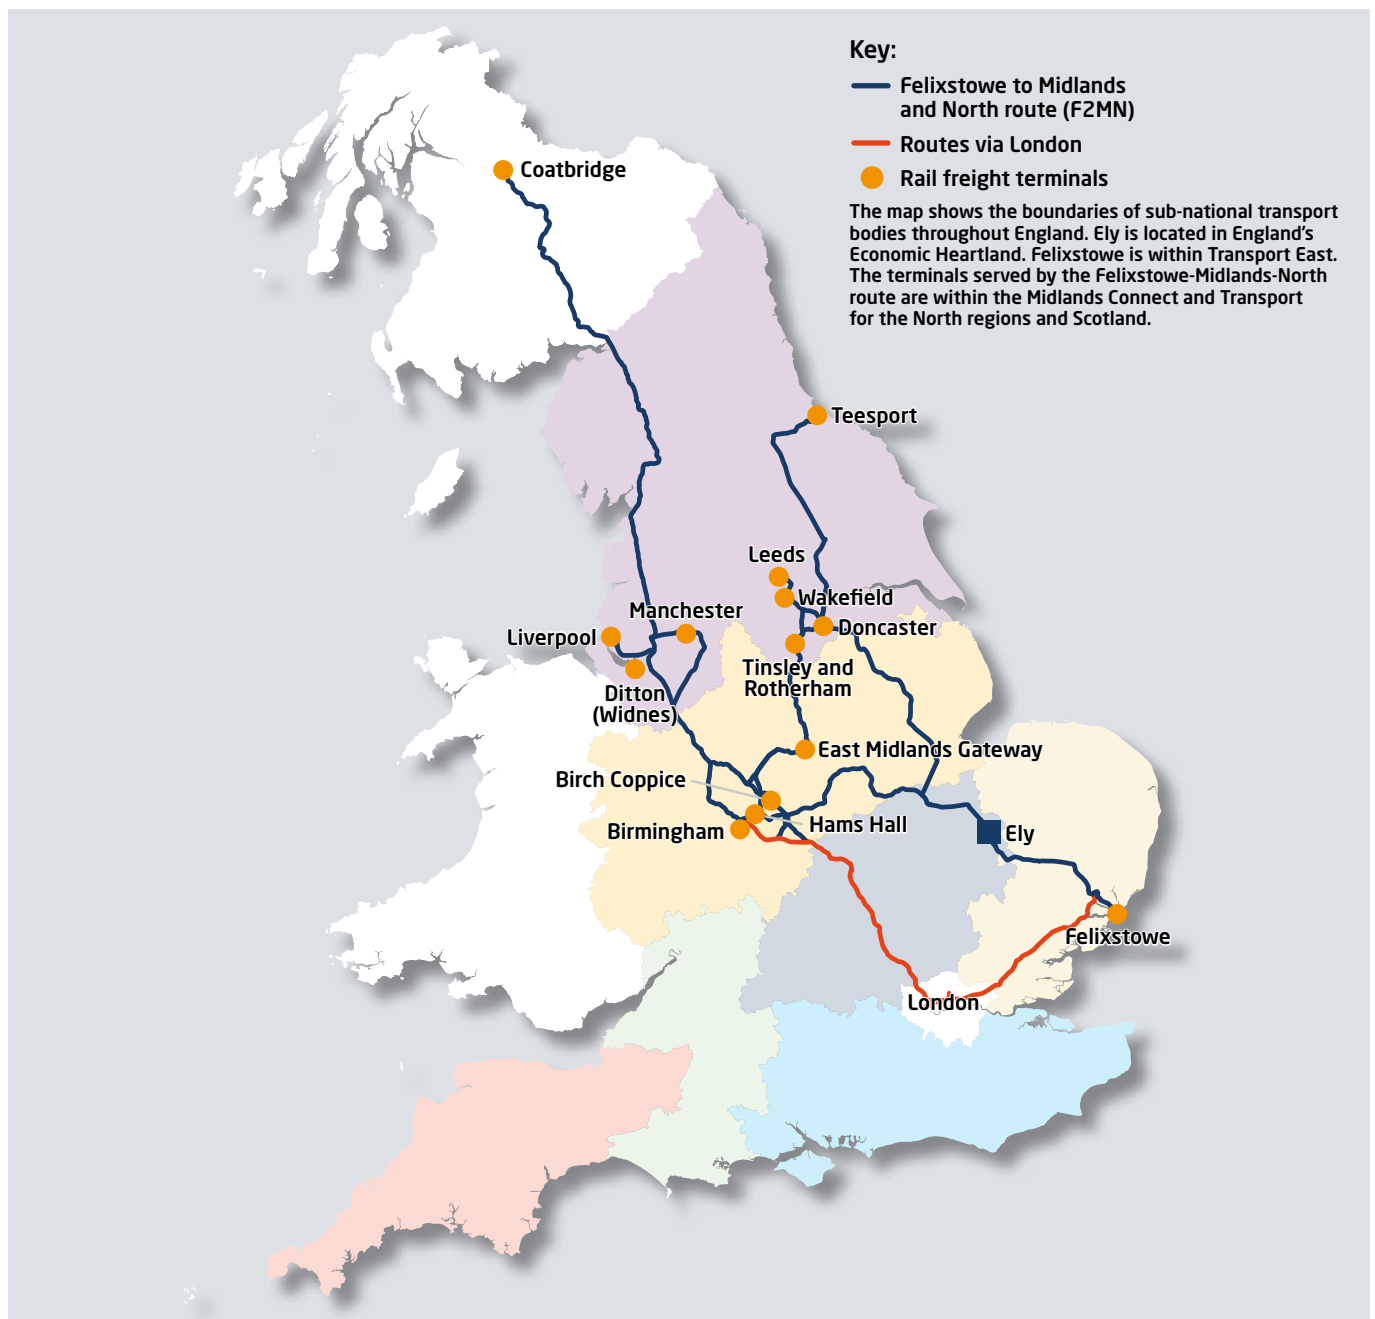 Key:
Felixstowe to Midlands
and North route (F2MN)
Routes via London
Rail freight terminals
The map shows the boundaries of sub-national transport
bodies throughout England. Ely is located in England's
Economic Heartland. Felixstowe is within Transport East.
The terminals served by the Felixstowe-Midlands-North
route are within the Midlands Connect and Transport
for the North regions and Scotland.
Coatbridge
Teesport
Leeds
Wakefield
Manchester
Doncaster
Liverpool
Tinsley and
Rotherham
Ditton
(Widnes)
East Midlands Gateway
Birch Coppice
Hams Hall
Birmingham
Ely
Felixstowe
London